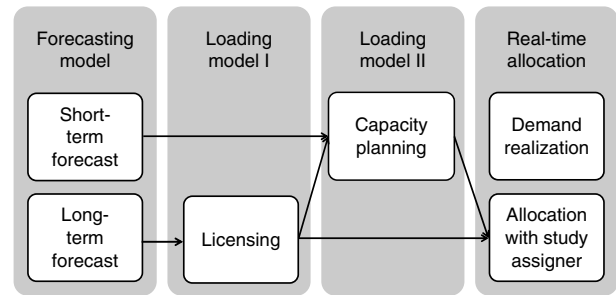 Forecasting
model
Loading
model I
Loading
model II
Real-time
allocation
Short-
term
forecast
Capacity
planning
Demand
realization
Long-
term
forecast
Licensing
Allocation
with study
assigner